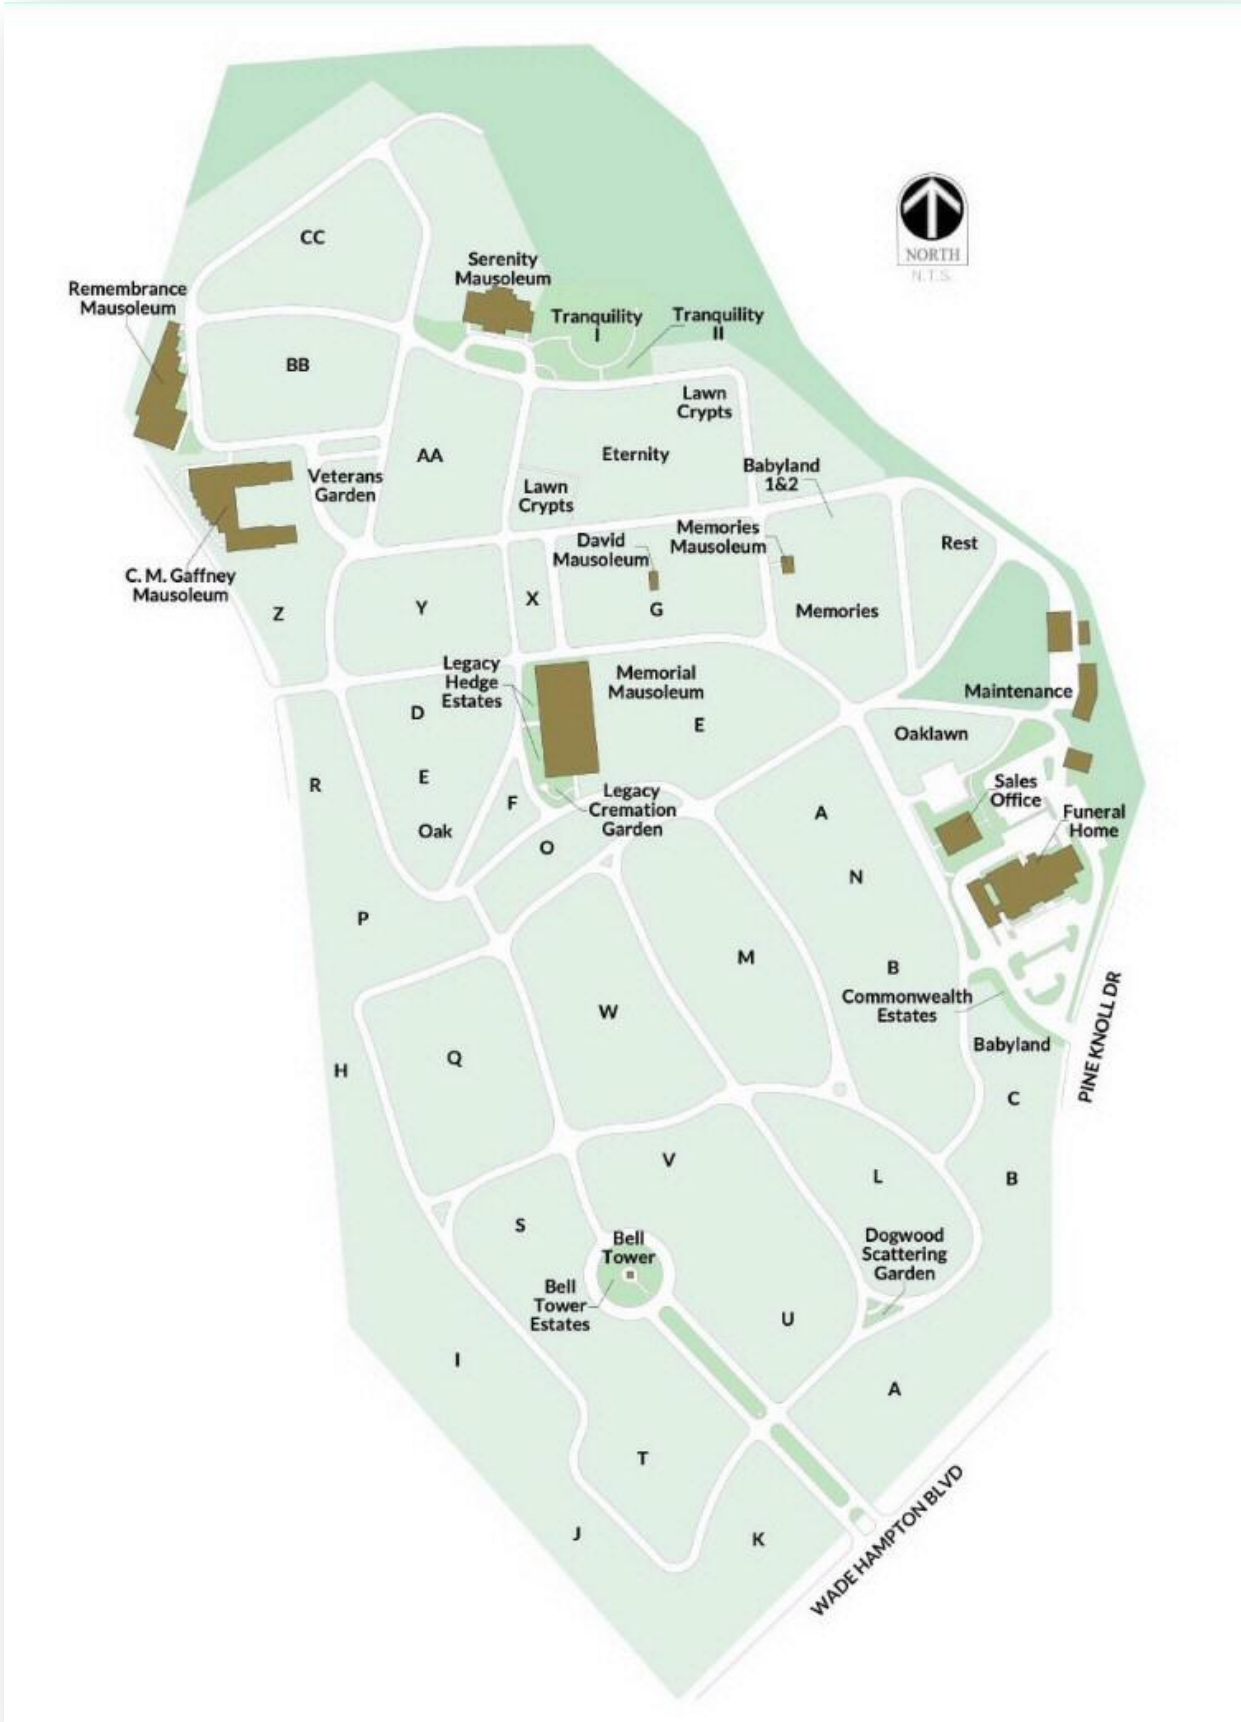 NORTH
N.T.S.
CC
Serenity
Mausoleum
Remembrance
Mausoleum
Tranquility
I
Tranquility
II
BB
Lawn
Crypts
AA
Eternity
Babyland
1&2
Veterans
Garden
Lawn
Crypts
David
Mausoleum
Memories
Mausoleum
Rest
C. M. Gaffney
Mausoleum
Z
Y
X
G
Memories
Legacy
Hedge
Estates
Memorial
Mausoleum
Maintenance
D
E
Oaklawn
R
E
F
Oak
Legacy
Cremation
Garden
Sales
Office
A
Funeral
Home
O
N
P
M
B
Commonwealth
Estates
W
Babyland
PINE KNOLL DR
Q
H
C
V
L
B
S
Bell
Tower
Dogwood
Scattering
Garden
Bell
Tower
Estates
U
I
A
T
J
K
WADE HAMPTON BLVD